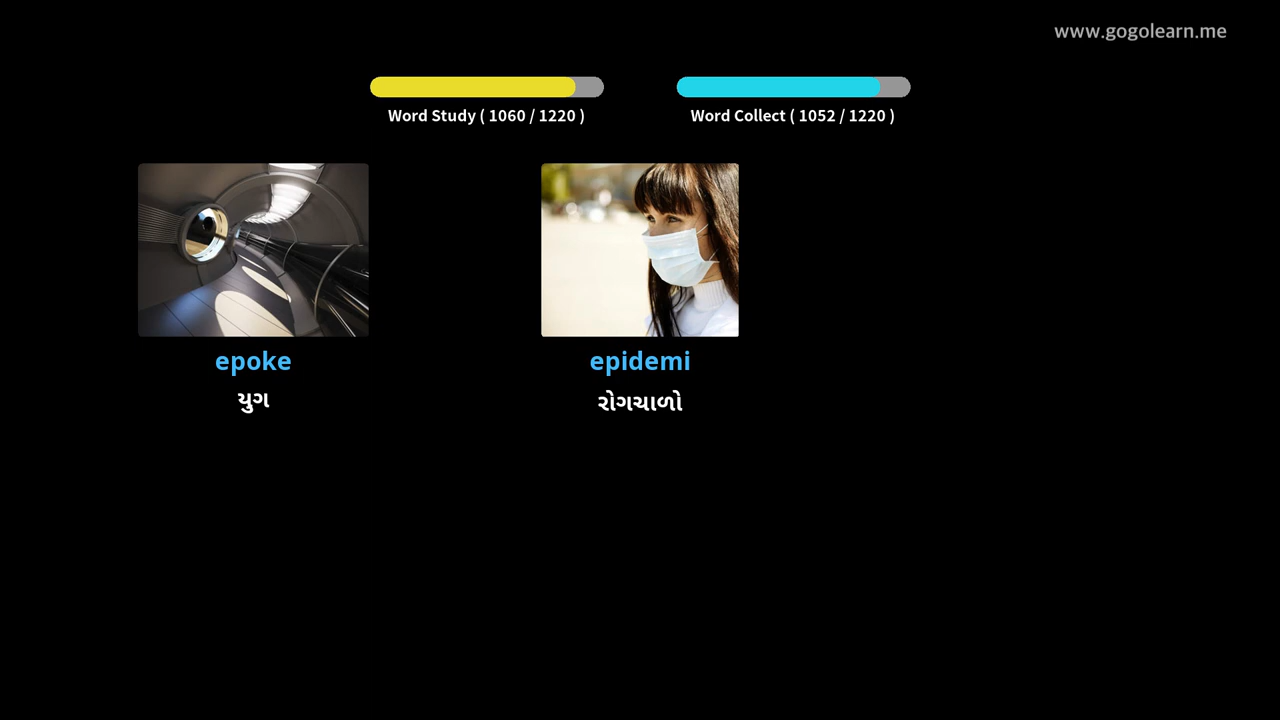 www.gogolearn.me
Word Study ( 1060 / 1220 )
Word Collect ( 1052 / 1220 )
epoke
યુગ
epidemi
રોગચાળો